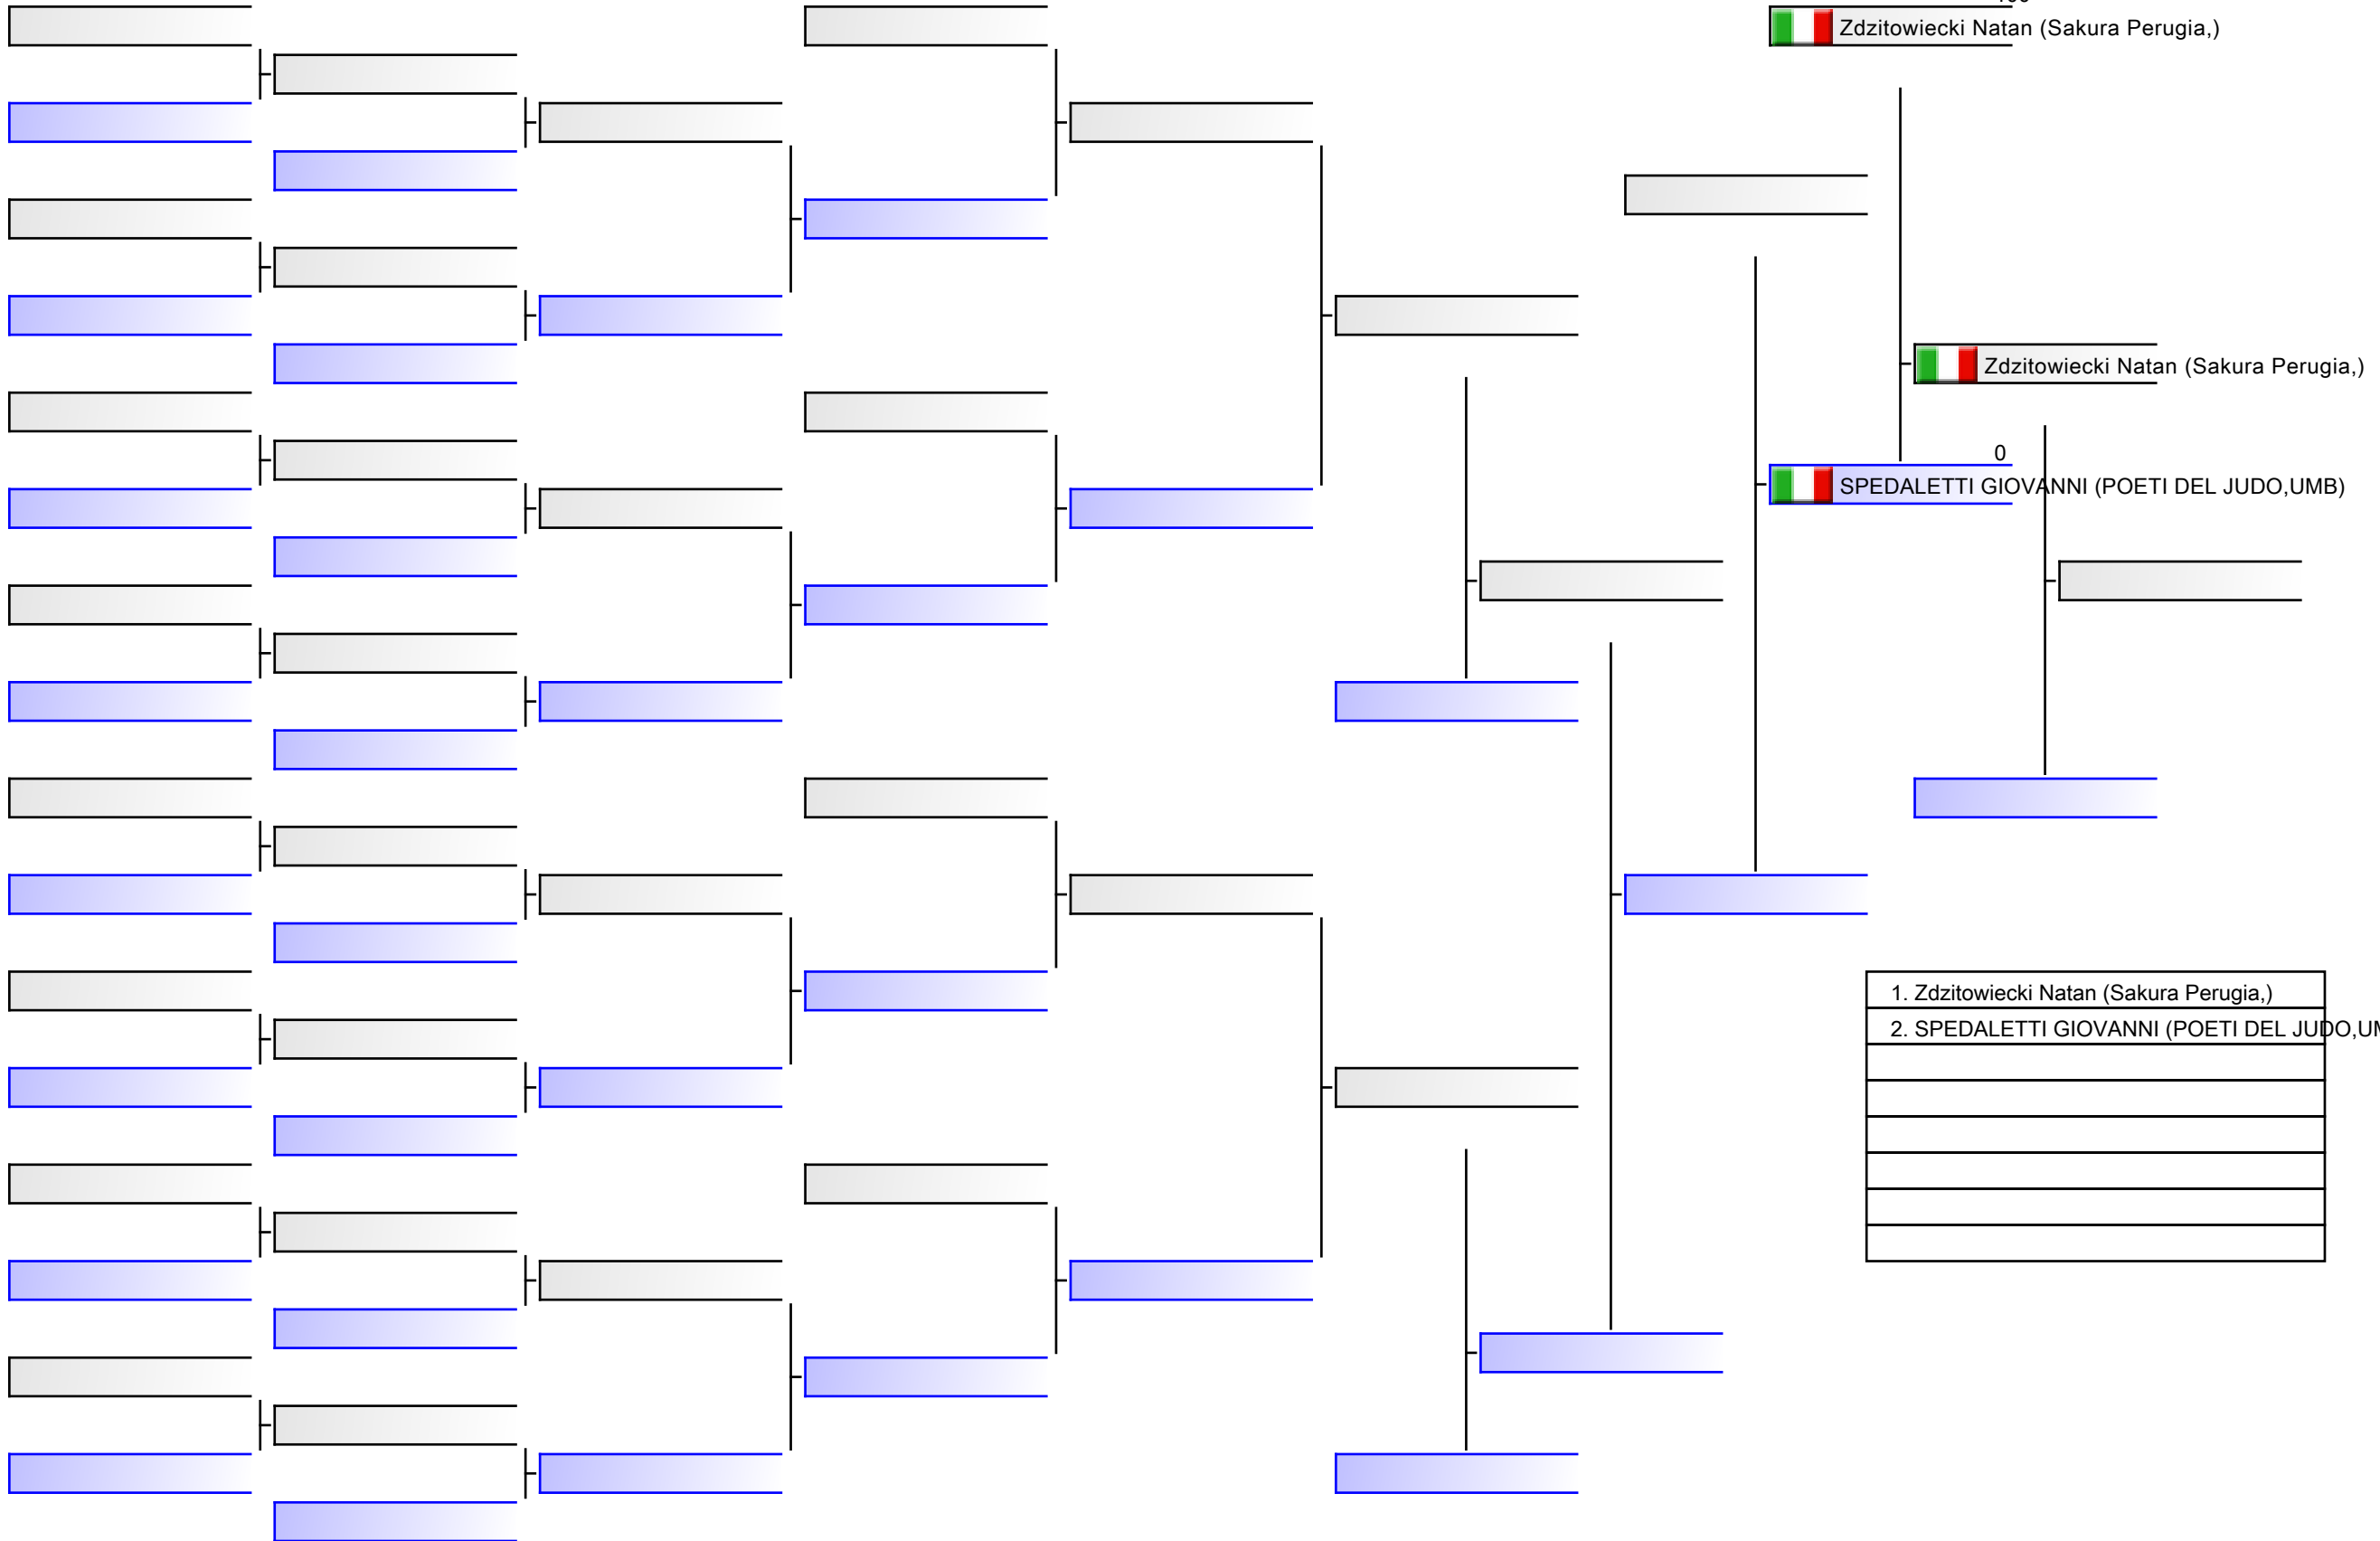 Zdzitowiecki Natan (Sakura Perugia,)
Zdzitowiecki Natan (Sakura Perugia,)
0
SPEDALETTI GIOVANNI (POETI DEL JUDO,UMB)
1. Zdzitowiecki Natan (Sakura Perugia,)
2. SPEDALETTI GIOVANNI (POETI DEL JUDO,UM